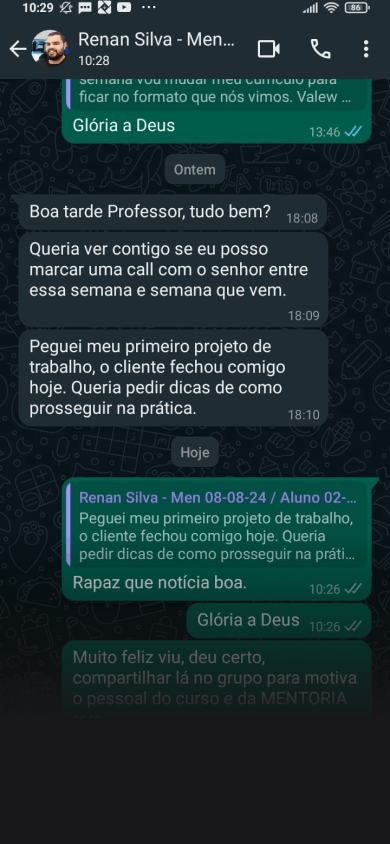 10:29
86
Renan Silva - Men...
10:28
semana vou mudar meu currículo para
ficar no formato que nós vimos. Valew ...
Glória a Deus
13:46
Ontem
Boa tarde Professor, tudo bem?
18:08
Queria ver contigo se eu posso
marcar uma call com o senhor entre
essa semana e semana que vem.
18:09
Peguei meu primeiro projeto de
trabalho, o cliente fechou comigo
hoje. Queria pedir dicas de como
prosseguir na prática.
18:10
Hoje
Renan Silva - Men 08-08-24 / Aluno 02-...
Peguei meu primeiro projeto de trabalho,
o cliente fechou comigo hoje. Queria
pedir dicas de como prosseguir na práti...
Rapaz que notícia boa.
10:26
Glória a Deus
10:26
Muito feliz viu, deu certo,
compartilhar lá no grupo para motiva
o pessoal do curso e da MENTORIA